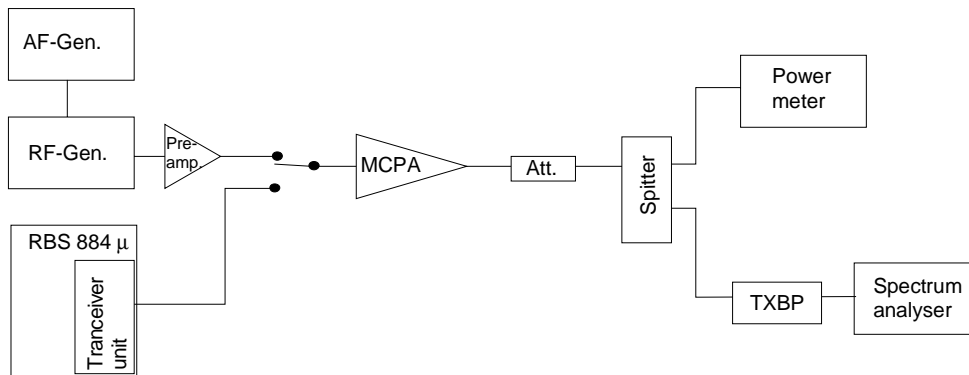 AF-Gen.
RF-Gen.
Pre-
amp.
MCPA
Att.
Spitter
Power
meter
RBS 884 µ
Tranceiver
unit
TXBP
Spectrum
analyser